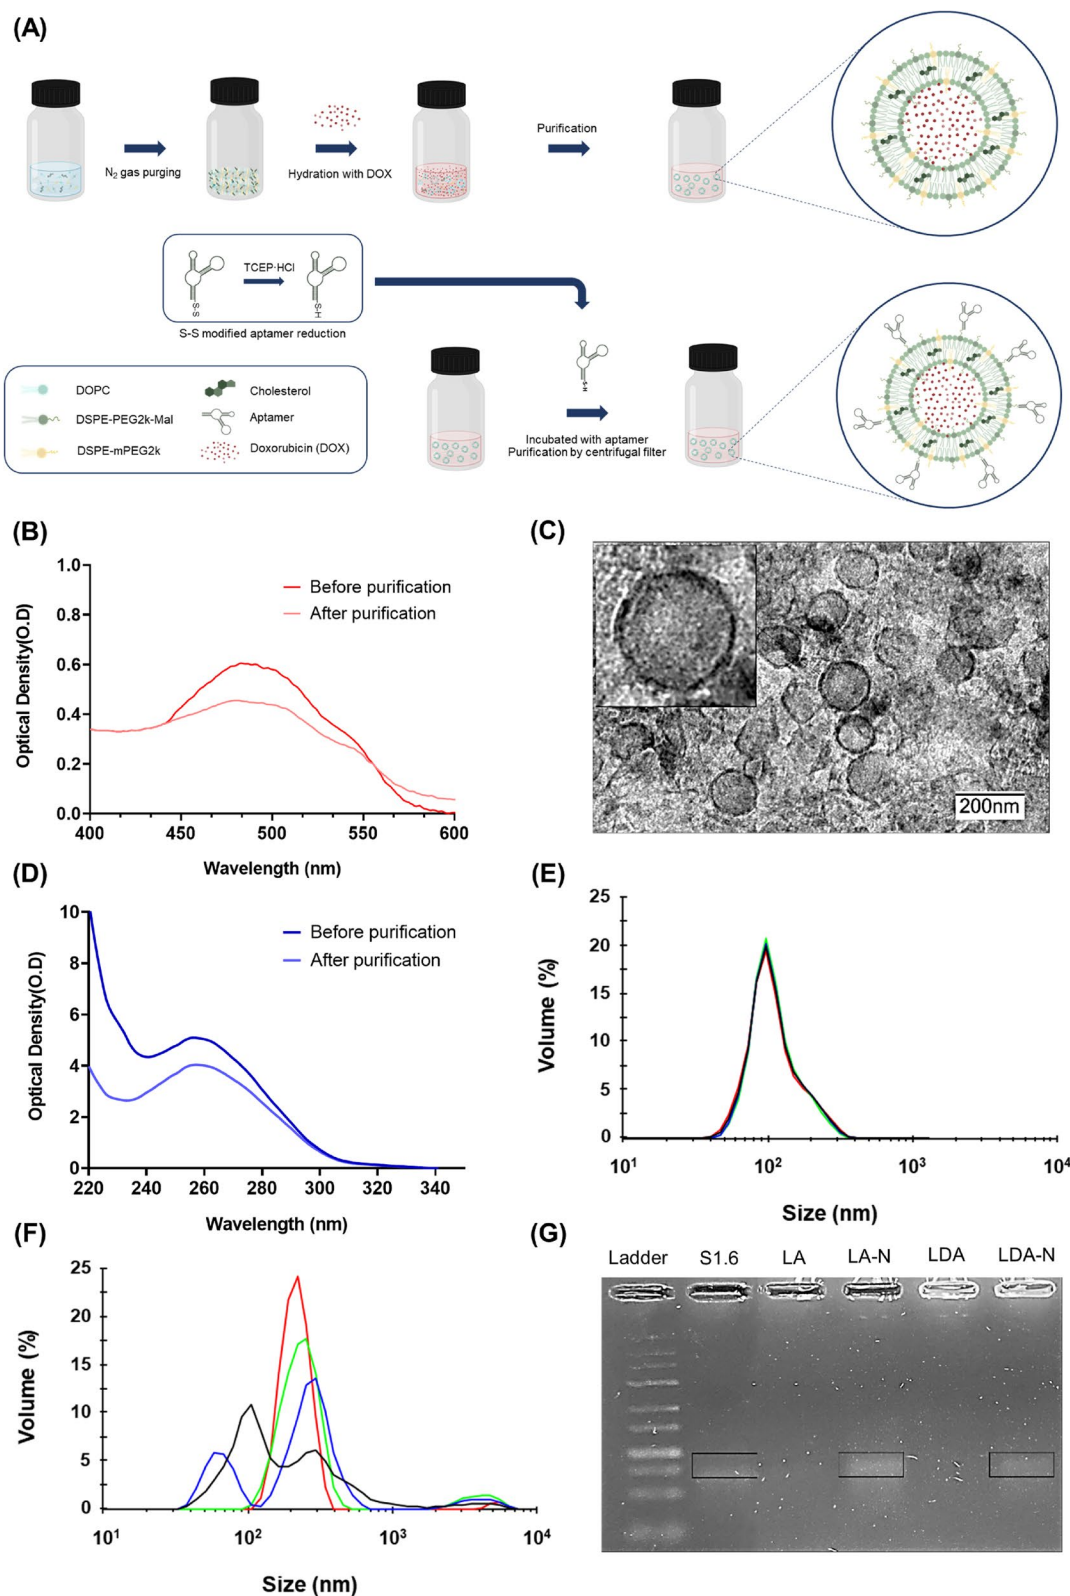 (A)
N2 gas purging
Hydration with DOX
Purification
TCEP·HCl
S-S
S-H
S-S modified aptamer reduction
S-H
DOPC
Cholesterol
DSPE-PEG2k-Mal
Aptamer
DSPE-mPEG2k
Doxorubicin (DOX)
Incubated with aptamer
Purification by centrifugal filter
(B)
Optical Density(O.D)
1.0
0.8
0.6
0.4
0.2
0.0
400 450 500 550 600
Wavelength (nm)
Before purification
After purification
(C)
200nm
(D)
Optical Density(O.D)
10
8
6
4
2
0
220 240 260 280 300 320 340
Wavelength (nm)
Before purification
After purification
(E)
Volume (%)
25
20
15
10
5
0
10¹ 10² 10³ 10⁴
Size (nm)
(F)
Volume (%)
25
20
15
10
5
0
10¹ 10² 10³ 10⁴
Size (nm)
(G)
Ladder S1.6 LA LA-N LDA LDA-N